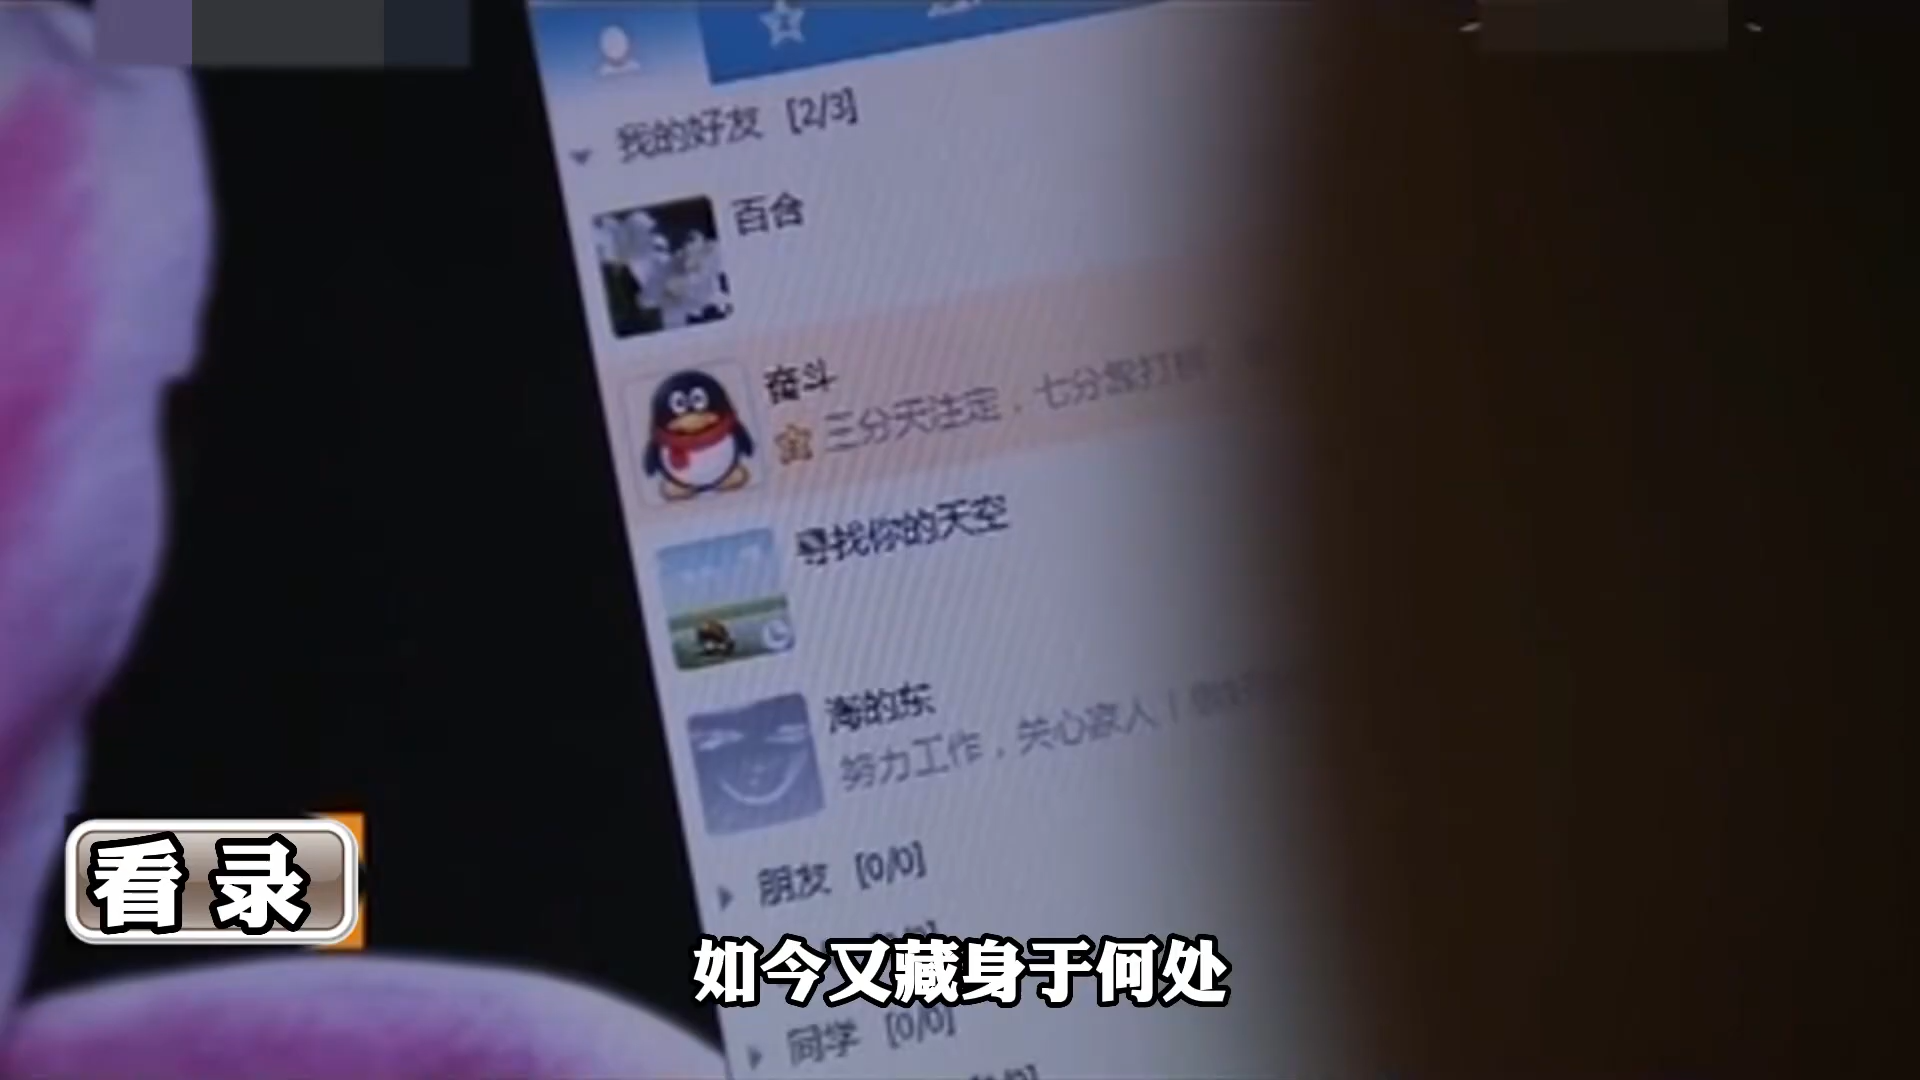 我的好友 [2/3]
百合
奋斗
三分天注定，七分靠打拼，
寻找你的天空
海的东
努力工作，关心家人！
朋友 [0/0]
看录
如今又藏身于何处
同学 [0/0]